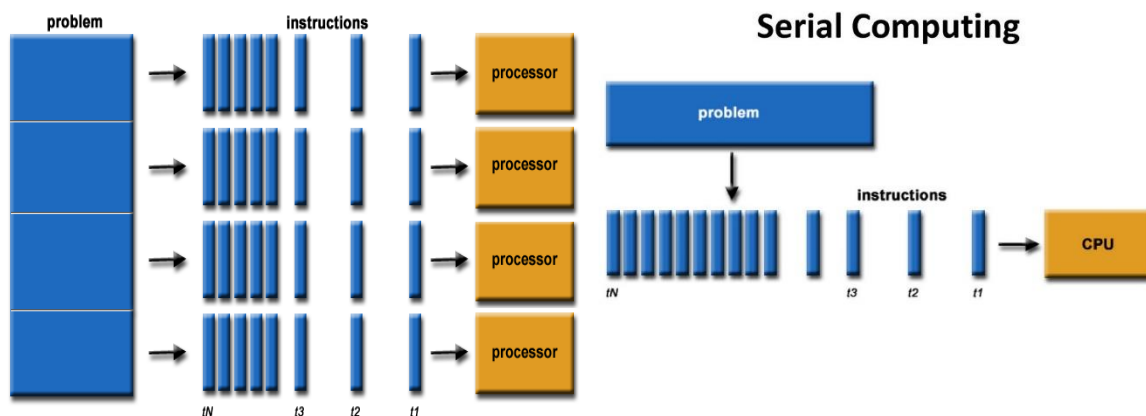 problem
instructions
processor
processor
processor
processor
tN
t3
t2
t1
Serial Computing
problem
instructions
CPU
tN
t3
t2
t1